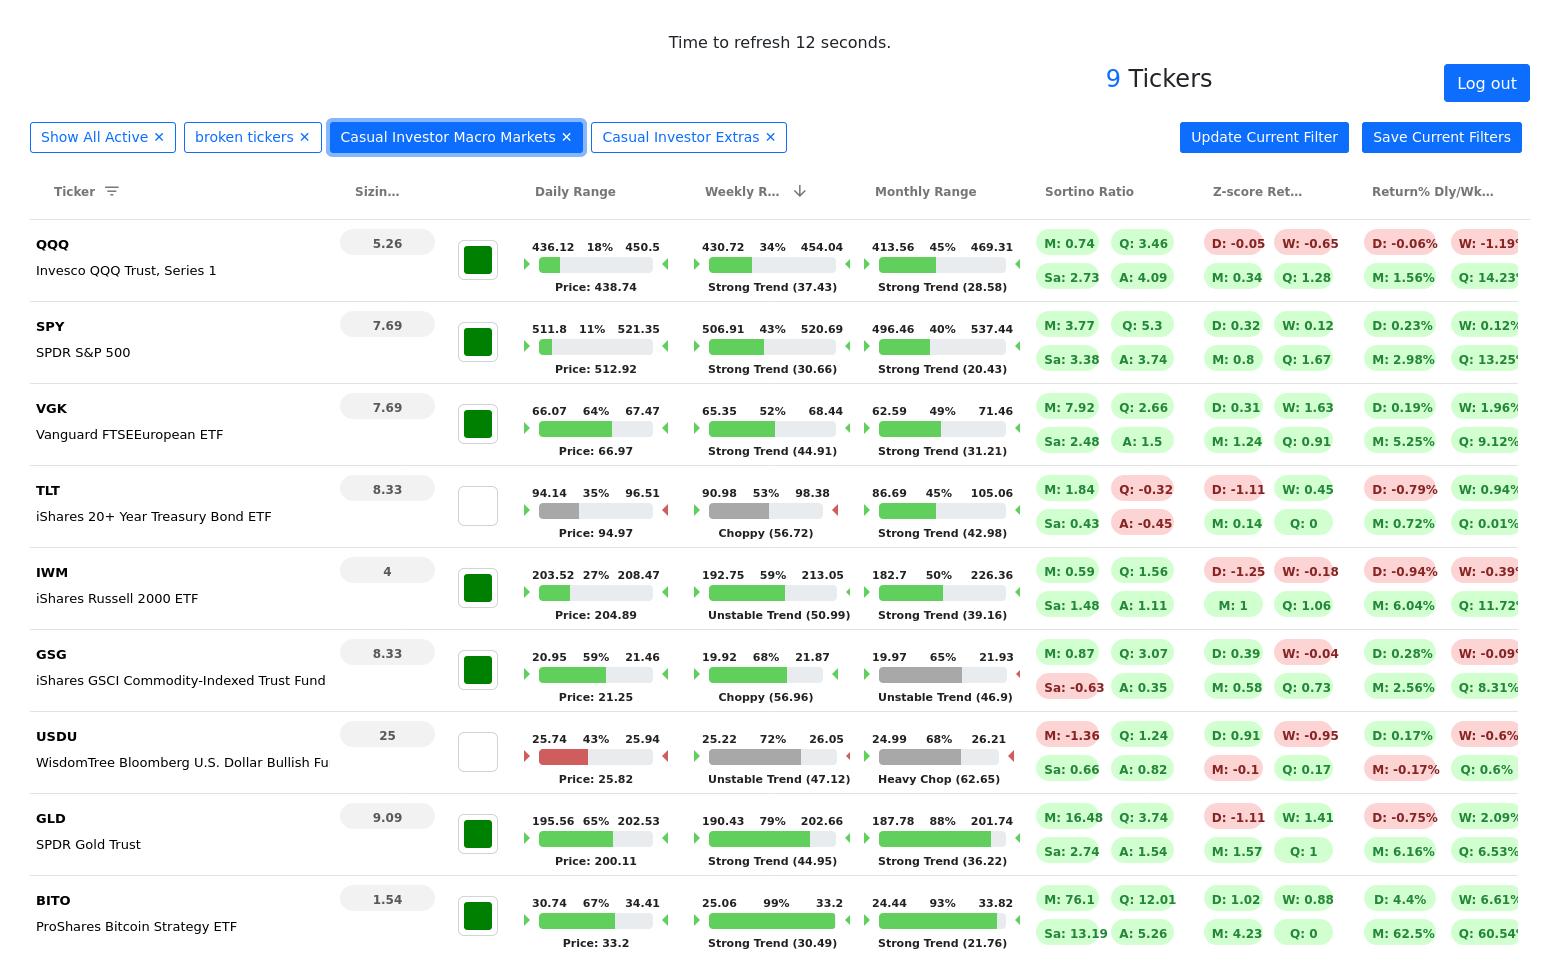 Time to refresh 12 seconds.
9 Tickers
Log out
Show All Active ✕ broken tickers ✕ Casual Investor Macro Markets ✕ Casual Investor Extras ✕ Update Current Filter Save Current Filters
Ticker Sizin… Daily Range Weekly R… Monthly Range Sortino Ratio Z-score Ret… Return% Dly/Wk…
QQQ 5.26 436.12 18% 450.5 430.72 34% 454.04 413.56 45% 469.31 M: 0.74 Q: 3.46 D: -0.05 W: -0.65 D: -0.06% W: -1.19%
Invesco QQQ Trust, Series 1 Price: 438.74 Strong Trend (37.43) Strong Trend (28.58) Sa: 2.73 A: 4.09 M: 0.34 Q: 1.28 M: 1.56% Q: 14.23%
SPY 7.69 511.8 11% 521.35 506.91 43% 520.69 496.46 40% 537.44 M: 3.77 Q: 5.3 D: 0.32 W: 0.12 D: 0.23% W: 0.12%
SPDR S&P 500 Price: 512.92 Strong Trend (30.66) Strong Trend (20.43) Sa: 3.38 A: 3.74 M: 0.8 Q: 1.67 M: 2.98% Q: 13.25%
VGK 7.69 66.07 64% 67.47 65.35 52% 68.44 62.59 49% 71.46 M: 7.92 Q: 2.66 D: 0.31 W: 1.63 D: 0.19% W: 1.96%
Vanguard FTSEEuropean ETF Price: 66.97 Strong Trend (44.91) Strong Trend (31.21) Sa: 2.48 A: 1.5 M: 1.24 Q: 0.91 M: 5.25% Q: 9.12%
TLT 8.33 94.14 35% 96.51 90.98 53% 98.38 86.69 45% 105.06 M: 1.84 Q: -0.32 D: -1.11 W: 0.45 D: -0.79% W: 0.94%
iShares 20+ Year Treasury Bond ETF Price: 94.97 Choppy (56.72) Strong Trend (42.98) Sa: 0.43 A: -0.45 M: 0.14 Q: 0 M: 0.72% Q: 0.01%
IWM 4 203.52 27% 208.47 192.75 59% 213.05 182.7 50% 226.36 M: 0.59 Q: 1.56 D: -1.25 W: -0.18 D: -0.94% W: -0.39%
iShares Russell 2000 ETF Price: 204.89 Unstable Trend (50.99) Strong Trend (39.16) Sa: 1.48 A: 1.11 M: 1 Q: 1.06 M: 6.04% Q: 11.72%
GSG 8.33 20.95 59% 21.46 19.92 68% 21.87 19.97 65% 21.93 M: 0.87 Q: 3.07 D: 0.39 W: -0.04 D: 0.28% W: -0.09%
iShares GSCI Commodity-Indexed Trust Fund Price: 21.25 Choppy (56.96) Unstable Trend (46.9) Sa: -0.63 A: 0.35 M: 0.58 Q: 0.73 M: 2.56% Q: 8.31%
USDU 25 25.74 43% 25.94 25.22 72% 26.05 24.99 68% 26.21 M: -1.36 Q: 1.24 D: 0.91 W: -0.95 D: 0.17% W: -0.6%
WisdomTree Bloomberg U.S. Dollar Bullish Fu Price: 25.82 Unstable Trend (47.12) Heavy Chop (62.65) Sa: 0.66 A: 0.82 M: -0.1 Q: 0.17 M: -0.17% Q: 0.6%
GLD 9.09 195.56 65% 202.53 190.43 79% 202.66 187.78 88% 201.74 M: 16.48 Q: 3.74 D: -1.11 W: 1.41 D: -0.75% W: 2.09%
SPDR Gold Trust Price: 200.11 Strong Trend (44.95) Strong Trend (36.22) Sa: 2.74 A: 1.54 M: 1.57 Q: 1 M: 6.16% Q: 6.53%
BITO 1.54 30.74 67% 34.41 25.06 99% 33.2 24.44 93% 33.82 M: 76.1 Q: 12.01 D: 1.02 W: 0.88 D: 4.4% W: 6.61%
ProShares Bitcoin Strategy ETF Price: 33.2 Strong Trend (30.49) Strong Trend (21.76) Sa: 13.19 A: 5.26 M: 4.23 Q: 0 M: 62.5% Q: 60.54%